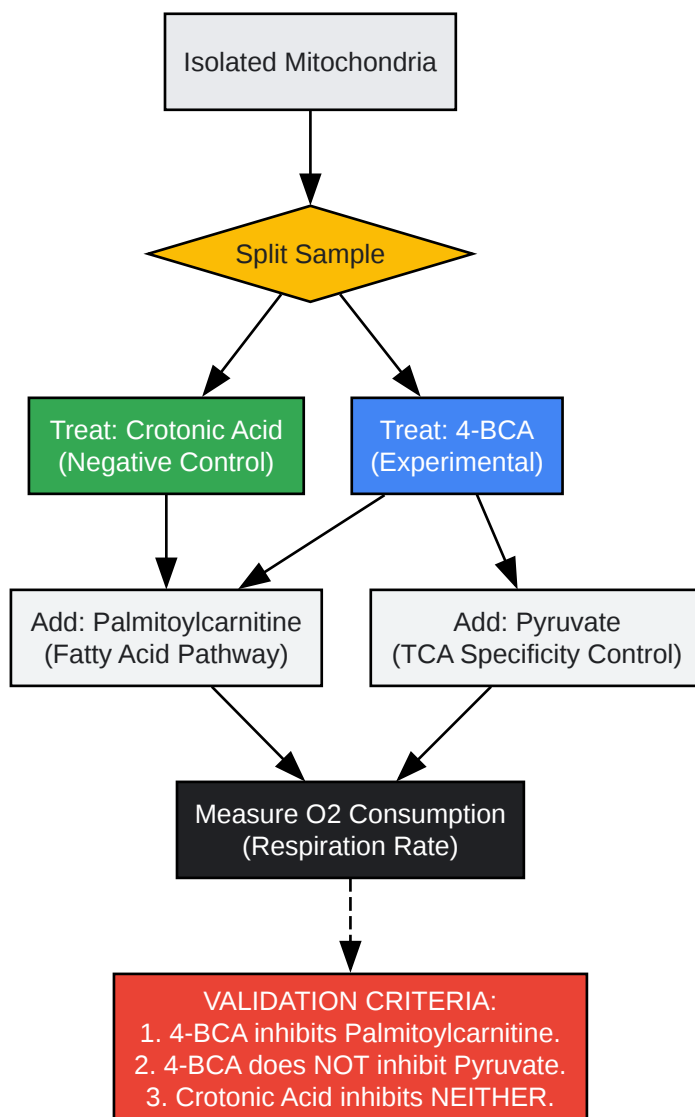 Isolated Mitochondria
Split Sample
Treat: Crotonic Acid
(Negative Control)
Treat: 4-BCA
(Experimental)
Add: Palmitoylcarnitine
(Fatty Acid Pathway)
Add: Pyruvate
(TCA Specificity Control)
Measure O2 Consumption
(Respiration Rate)
VALIDATION CRITERIA:
1. 4-BCA inhibits Palmitoylcarnitine.
2. 4-BCA does NOT inhibit Pyruvate.
3. Crotonic Acid inhibits NEITHER.